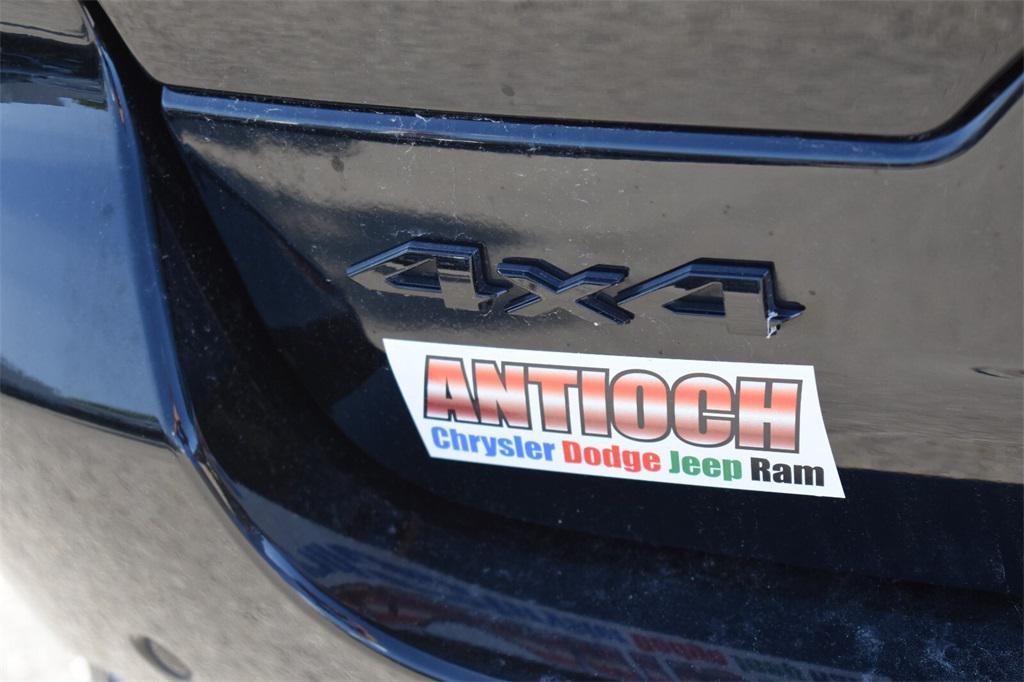 4x4
ANTIOCH
Chrysler Dodge Jeep Ram